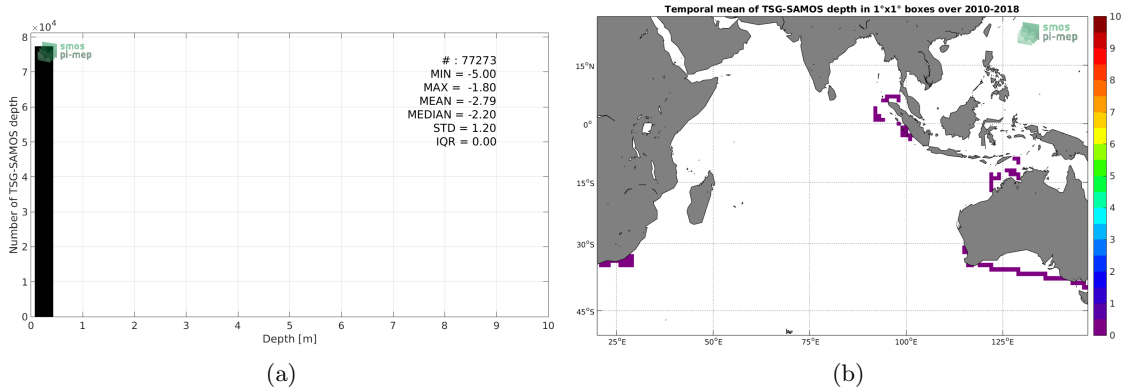 ×10⁴
8
7
6
5
4
3
2
1
0
Number of TSG-SAMOS depth
smos
pi-mep
# : 77273
MIN = -5.00
MAX = -1.80
MEAN = -2.79
MEDIAN = -2.20
STD = 1.20
IQR = 0.00
0 1 2 3 4 5 6 7 8 9 10
Depth [m]
(a)
Temporal mean of TSG-SAMOS depth in 1°x1° boxes over 2010-2018
smos
pi-mep
15°N
0°
15°S
30°S
45°S
25°E 50°E 75°E 100°E 125°E
10
9
8
7
6
5
4
3
2
1
0
(b)